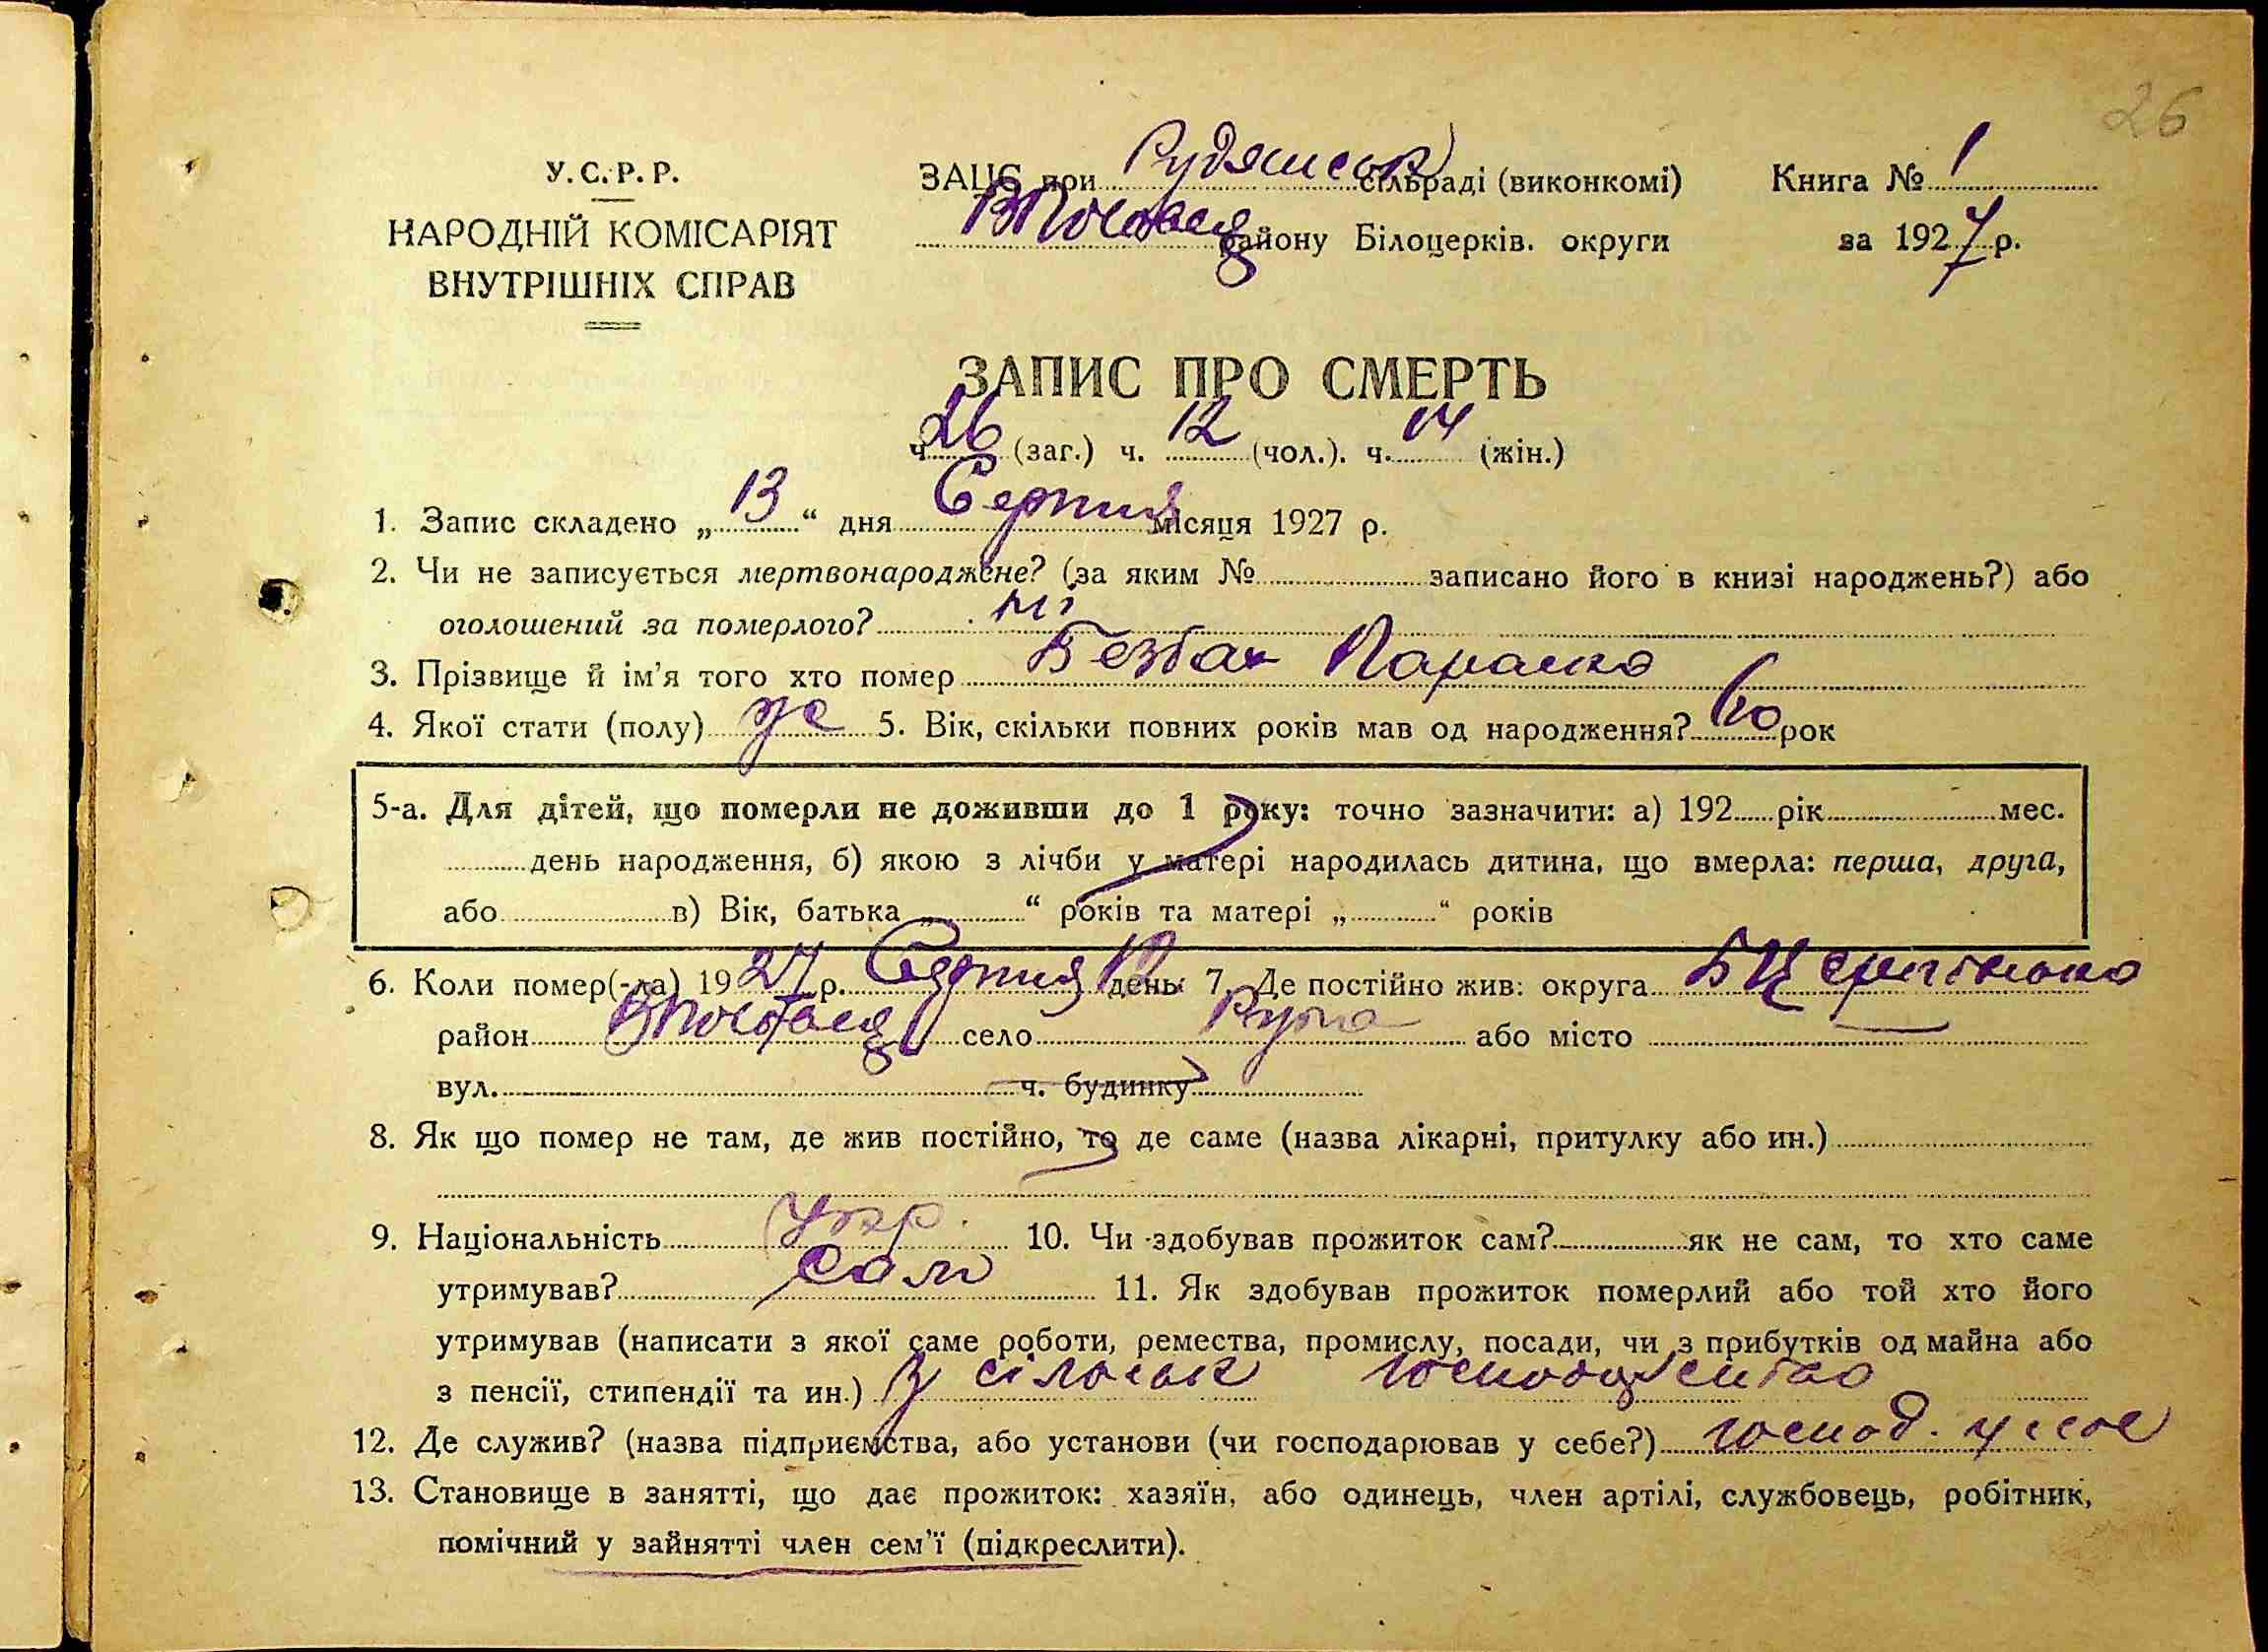 26
У.С.Р.Р.
НАРОДНІЙ КОМІСАРІЯТ
ВНУТРІШНІХ СПРАВ
ЗАЦС при Рудянськ сільраді (виконкомі)
району Білоцерків. округи
Книга № 1
за 1927 р.
ЗАПИС ПРО СМЕРТЬ
ч. 26 (заг.) ч. 12 (чол.). ч. 14 (жін.)
1. Запис складено „13“ дня Серпня місяця 1927 р.
2. Чи не записується мертвонароджене? (за яким № записано його в книзі народжень?) або
оголошений за померлого? ні
3. Прізвище й ім'я того хто помер Параска
4. Якої стати (полу) ж 5. Вік, скільки повних років мав од народження? 60 рок
5-а. Для дітей, що померли не доживши до 1 року: точно зазначити: а) 192 рік мес.
день народження, б) якою з лічби у матері народилась дитина, що вмерла: перша, друга,
або в) Вік, батька „ “ років та матері „ “ років
6. Коли помер(-ла) 1927 р. Серпня 12 день 7. Де постійно жив: округа БЦерківська
район село Руда або місто
вул. ч. будинку
8. Як що помер не там, де жив постійно, то де саме (назва лікарні, притулку або ин.)
9. Національність Укр. 10. Чи здобував прожиток сам? як не сам, то хто саме
утримував? Сам 11. Як здобував прожиток померлий або той хто його
утримував (написати з якої саме роботи, ремества, промислу, посади, чи з прибутків од майна або
з пенсії, стипендії та ин.) З сільськ господарства
12. Де служив? (назва підприємства, або установи (чи господарював у себе?) господ. у себе
13. Становище в занятті, що дає прожиток: хазяїн, або одинець, член артілі, службовець, робітник,
помічний у зайнятті член сем'ї (підкреслити).